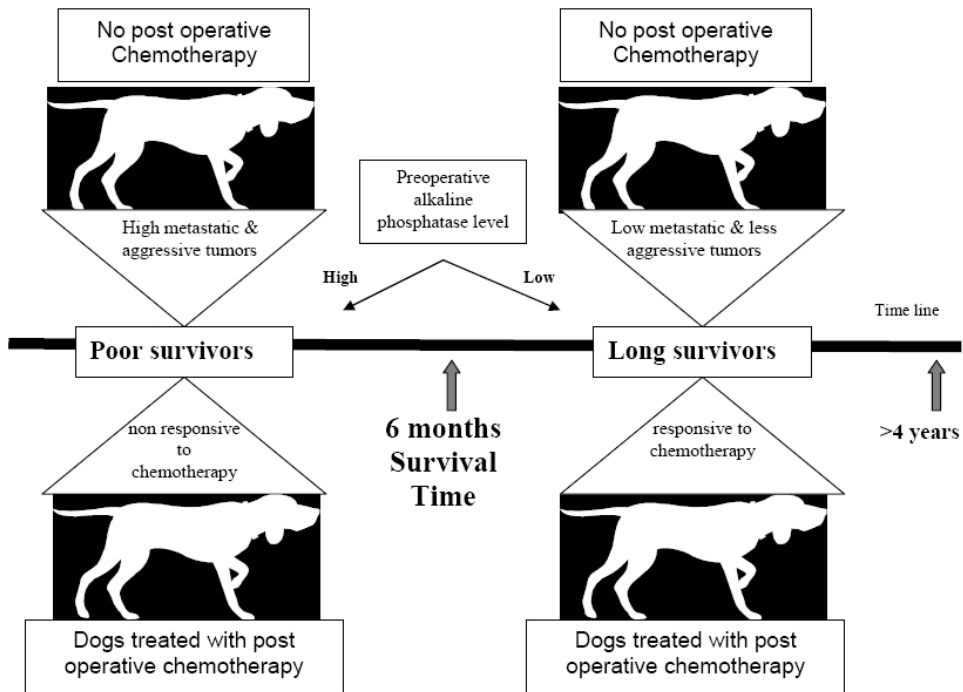 No post operative
Chemotherapy
No post operative
Chemotherapy
Preoperative
alkaline
phosphatase level
High metastatic &
aggressive tumors
Low metastatic & less
aggressive tumors
High
Low
Time line
Poor survivors
Long survivors
non responsive
to
chemotherapy
6 months
Survival
Time
responsive to
chemotherapy
>4 years
Dogs treated with post
operative chemotherapy
Dogs treated with post
operative chemotherapy